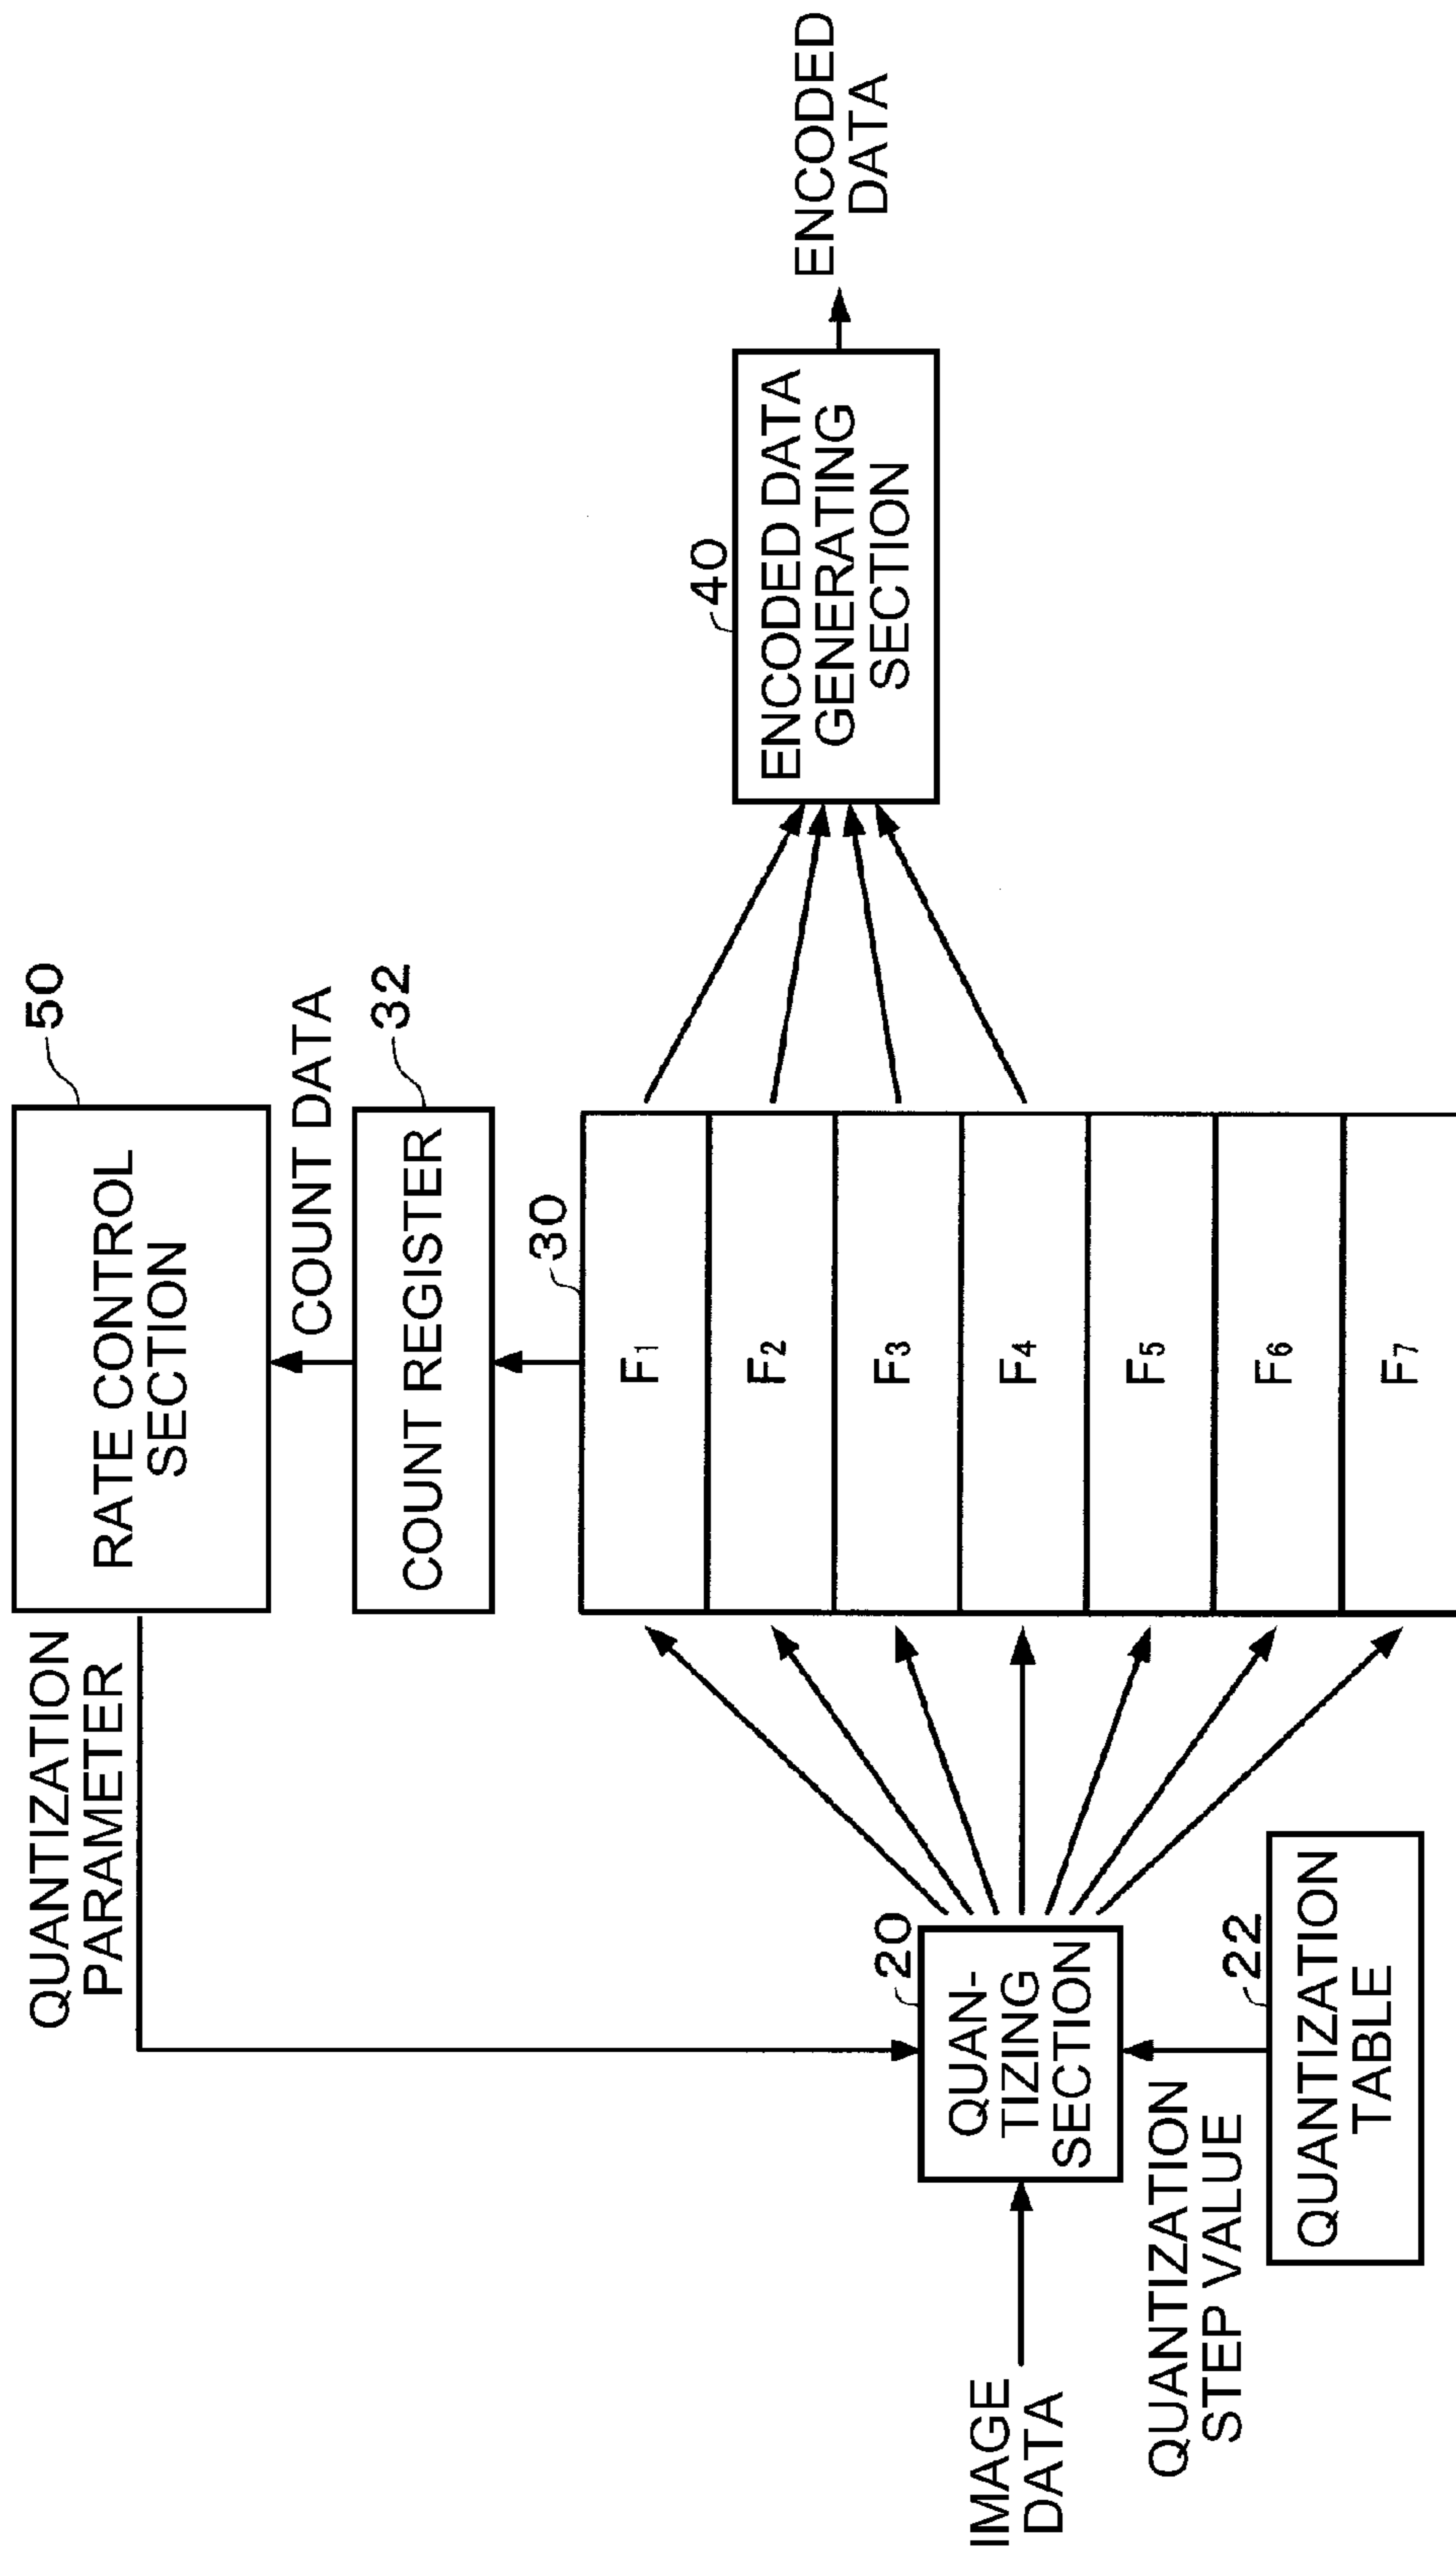 QUANTIZATION
PARAMETER
RATE CONTROL
SECTION
50
COUNT DATA
COUNT REGISTER
32
30
F1
F2
F3
F4
F5
F6
F7
40
ENCODED DATA
GENERATING
SECTION
ENCODED
DATA
IMAGE
DATA
20
QUAN-
TIZING
SECTION
QUANTIZATION
STEP VALUE
22
QUANTIZATION
TABLE